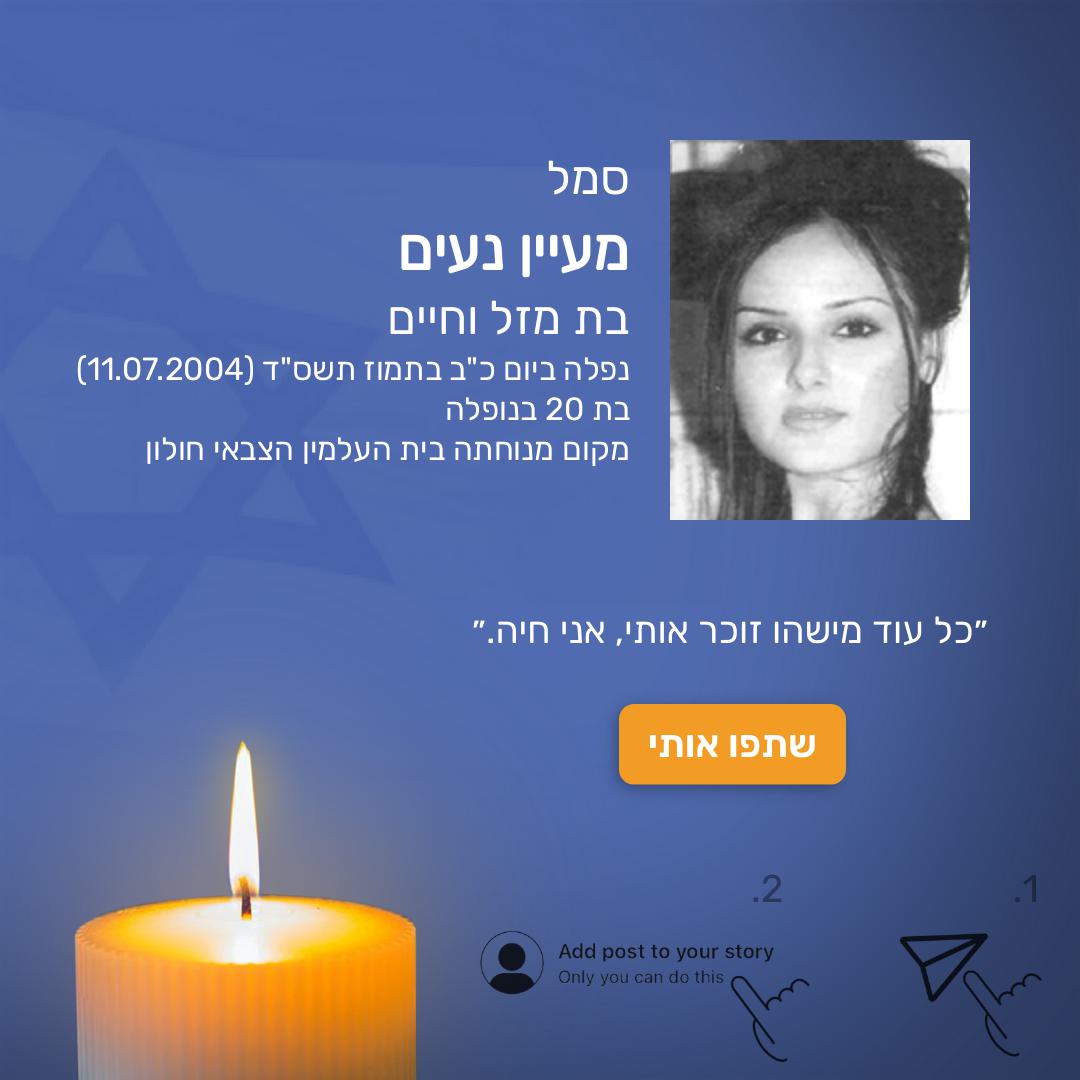 סמל
מעיין נעים
בת מזל וחיים
נפלה ביום כ"ב בתמוז תשס"ד (11.07.2004)
בת 20 בנופלה
מקום מנוחתה בית העלמין הצבאי חולון
״כל עוד מישהו זוכר אותי, אני חיה.״
שתפו אותי
.1
.2
Add post to your story
Only you can do this